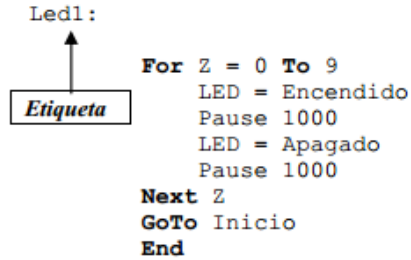 Led1:
For Z = 0 To 9
LED = Encendido
Etiqueta
Pause 1000
LED = Apagado
Pause 1000
Next Z
GoTo Inicio
End